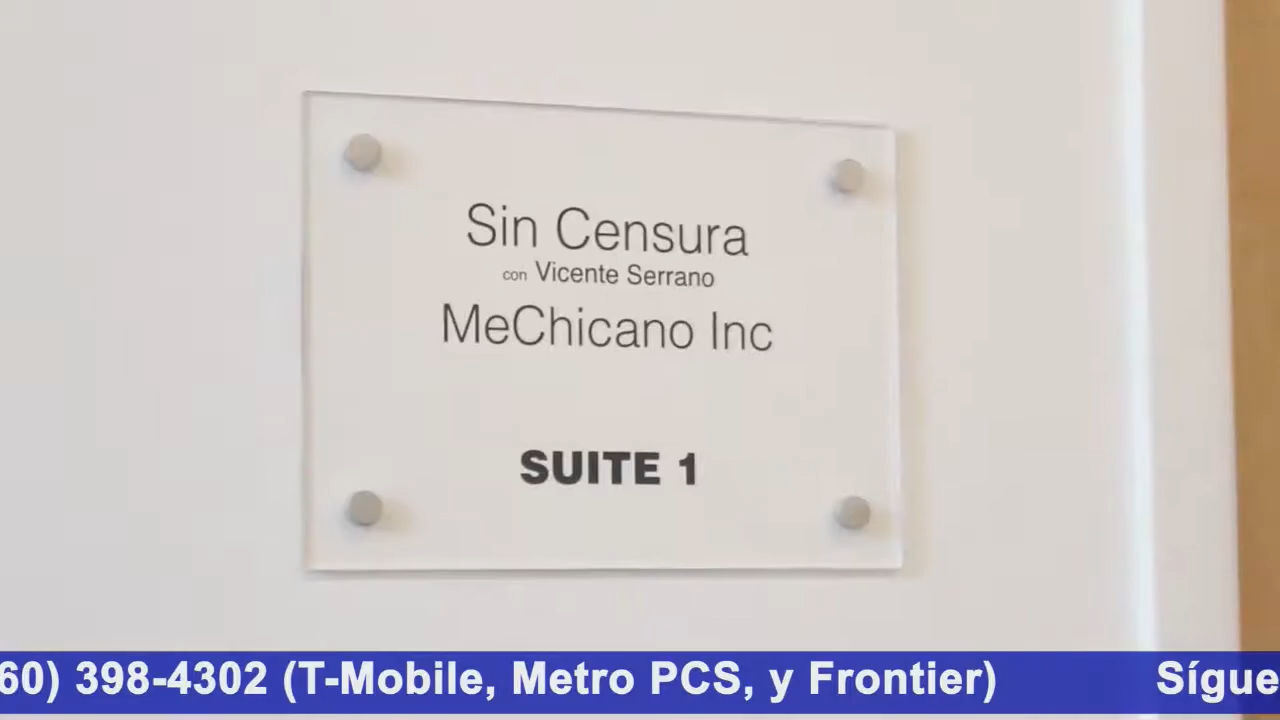 Sin Censura
con Vicente Serrano
MeChicano Inc
SUITE 1
60) 398-4302 (T-Mobile, Metro PCS, y Frontier) Sígue